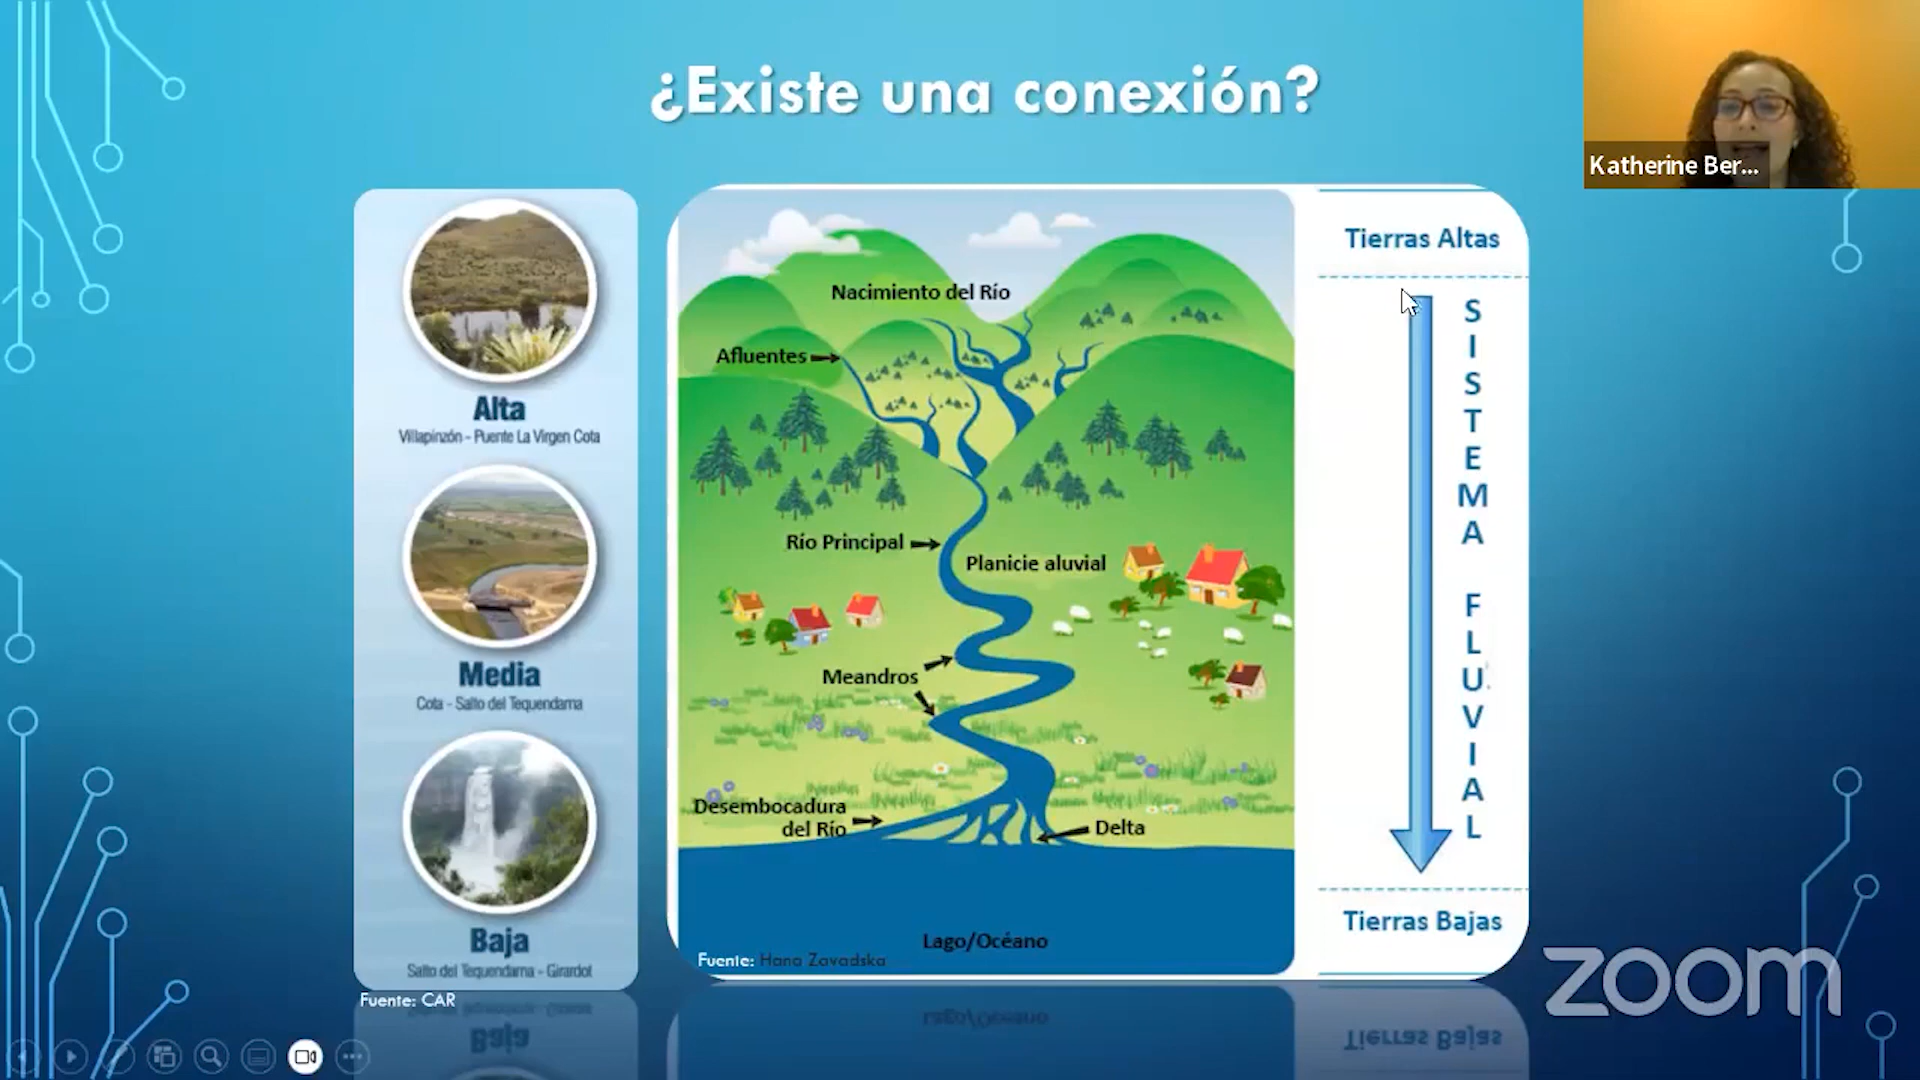 ¿Existe una conexión?
Katherine Ber...
Alta
Villapinzón - Puente La Virgen Cota
Media
Cota - Salto del Tequendama
Baja
Salto del Tequendama - Girardot
Fuente: CAR
Nacimiento del Río
Afluentes
Río Principal
Planicie aluvial
Meandros
Desembocadura
del Río
Delta
Lago/Océano
Fuente: Hana Zavadska
Tierras Altas
SISTEMA FLUVIAL
Tierras Bajas
zoom